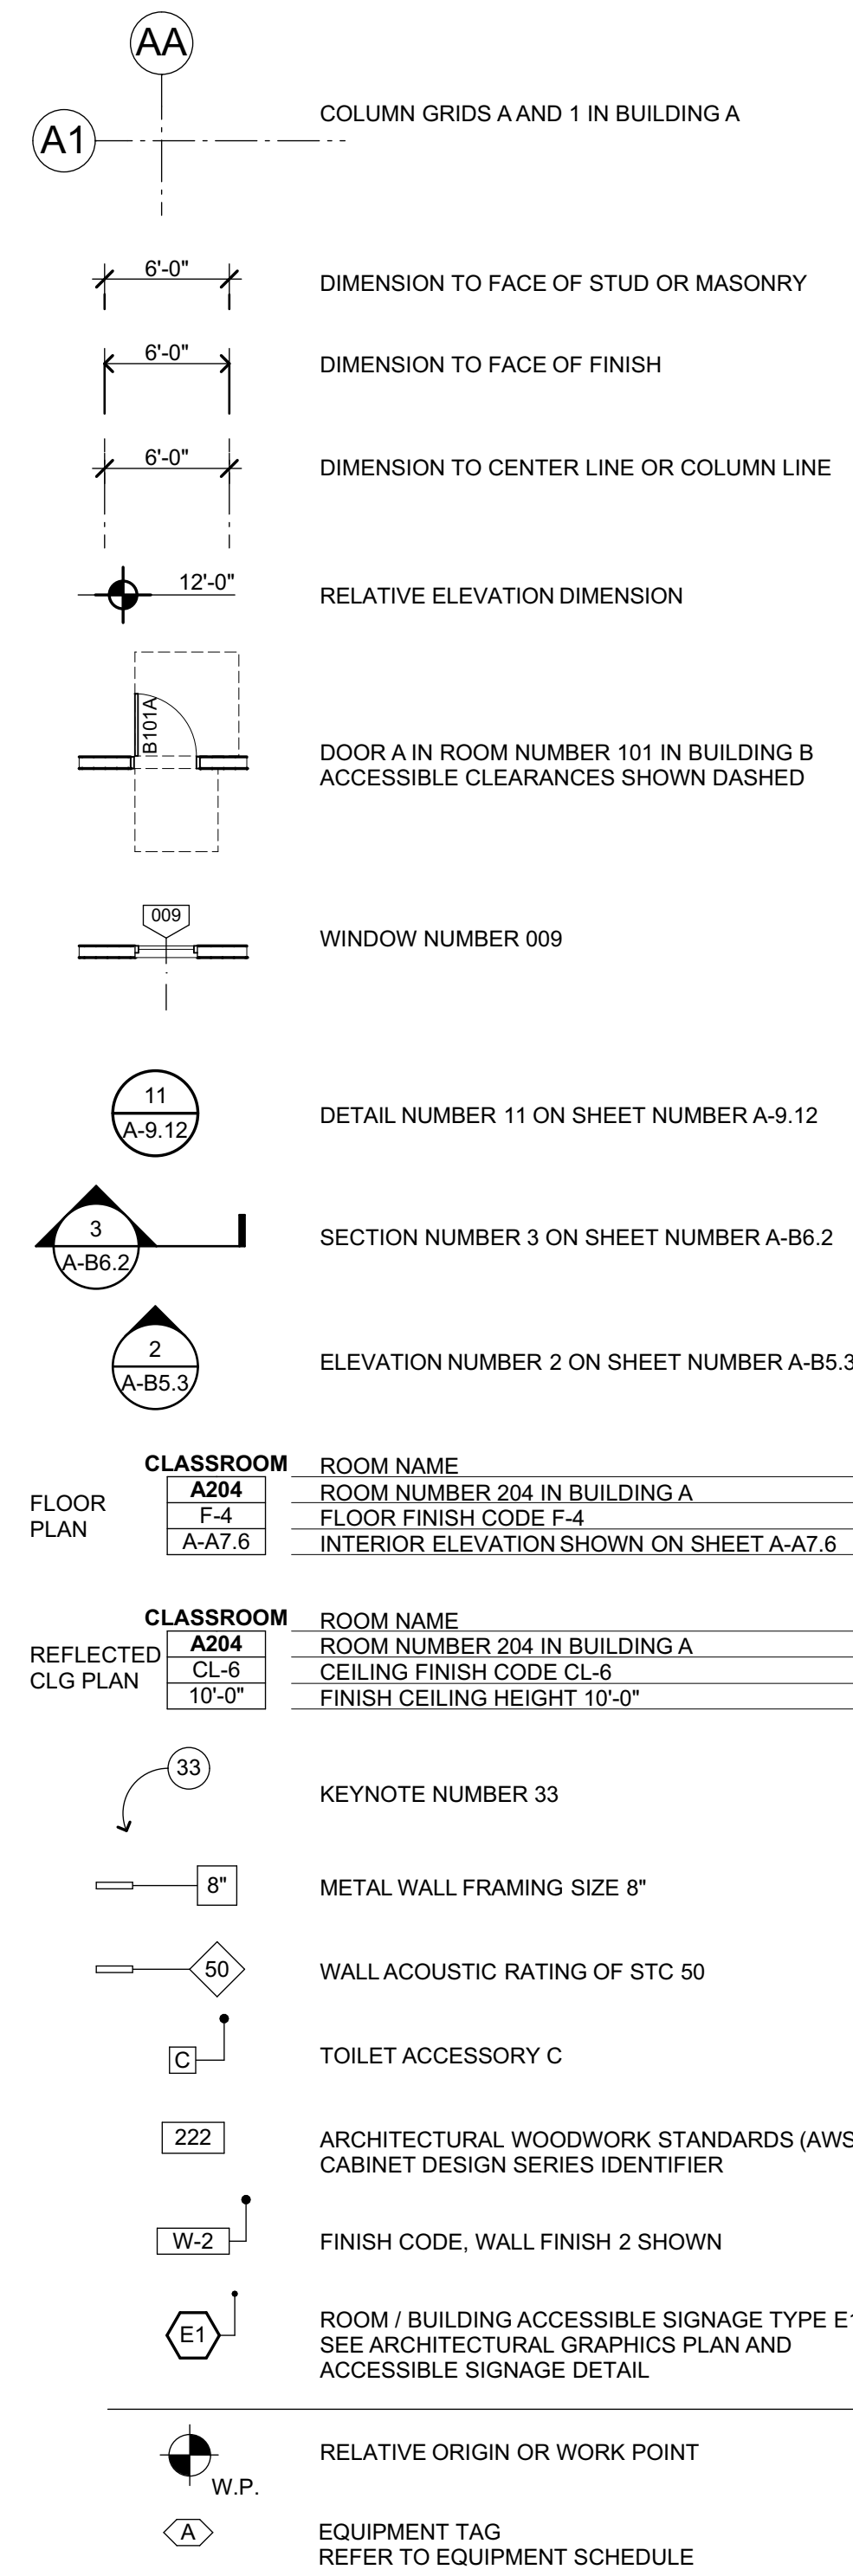 AA
A1
COLUMN GRIDS A AND 1 IN BUILDING A
6'-0"
DIMENSION TO FACE OF STUD OR MASONRY
6'-0"
DIMENSION TO FACE OF FINISH
6'-0"
DIMENSION TO CENTER LINE OR COLUMN LINE
12'-0"
RELATIVE ELEVATION DIMENSION
B101A
DOOR A IN ROOM NUMBER 101 IN BUILDING B
ACCESSIBLE CLEARANCES SHOWN DASHED
009
WINDOW NUMBER 009
11
A-9.12
DETAIL NUMBER 11 ON SHEET NUMBER A-9.12
3
A-B6.2
SECTION NUMBER 3 ON SHEET NUMBER A-B6.2
2
A-B5.3
ELEVATION NUMBER 2 ON SHEET NUMBER A-B5.3
FLOOR
PLAN
CLASSROOM ROOM NAME
A204 ROOM NUMBER 204 IN BUILDING A
F-4 FLOOR FINISH CODE F-4
A-A7.6 INTERIOR ELEVATION SHOWN ON SHEET A-A7.6
REFLECTED
CLG PLAN
CLASSROOM ROOM NAME
A204 ROOM NUMBER 204 IN BUILDING A
CL-6 CEILING FINISH CODE CL-6
10'-0" FINISH CEILING HEIGHT 10'-0"
33
KEYNOTE NUMBER 33
8"
METAL WALL FRAMING SIZE 8"
50
WALL ACOUSTIC RATING OF STC 50
C
TOILET ACCESSORY C
222
ARCHITECTURAL WOODWORK STANDARDS (AWS
CABINET DESIGN SERIES IDENTIFIER
W-2
FINISH CODE, WALL FINISH 2 SHOWN
E1
ROOM / BUILDING ACCESSIBLE SIGNAGE TYPE E1
SEE ARCHITECTURAL GRAPHICS PLAN AND
ACCESSIBLE SIGNAGE DETAIL
W.P.
RELATIVE ORIGIN OR WORK POINT
A
EQUIPMENT TAG
REFER TO EQUIPMENT SCHEDULE